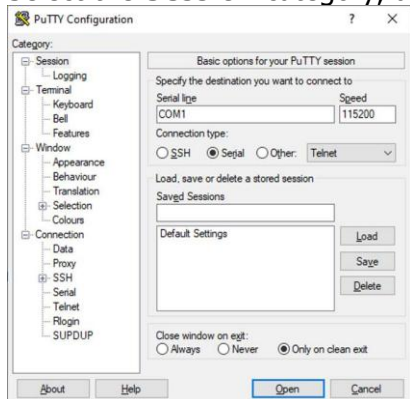 PuTTY Configuration ? ×
Category:
Session
Logging
Terminal
Keyboard
Bell
Features
Window
Appearance
Behaviour
Translation
Selection
Colours
Connection
Data
Proxy
SSH
Serial
Telnet
Rlogin
SUPDUP
Basic options for your PuTTY session
Specify the destination you want to connect to
Serial line Speed
COM1 115200
Connection type:
SSH Serial Other: Telnet
Load, save or delete a stored session
Saved Sessions
Default Settings
Load
Save
Delete
Close window on exit:
Always Never Only on clean exit
About Help Open Cancel